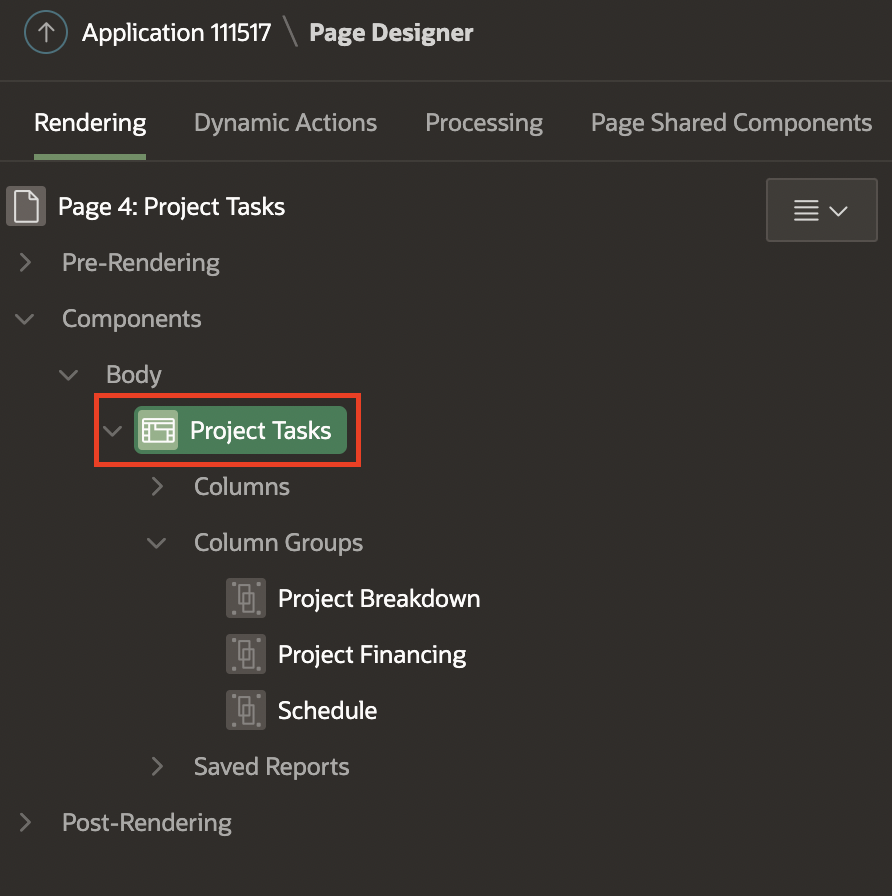 Application 111517 \ Page Designer
Rendering Dynamic Actions Processing Page Shared Components
Page 4: Project Tasks
Pre-Rendering
Components
Body
Project Tasks
Columns
Column Groups
Project Breakdown
Project Financing
Schedule
Saved Reports
Post-Rendering